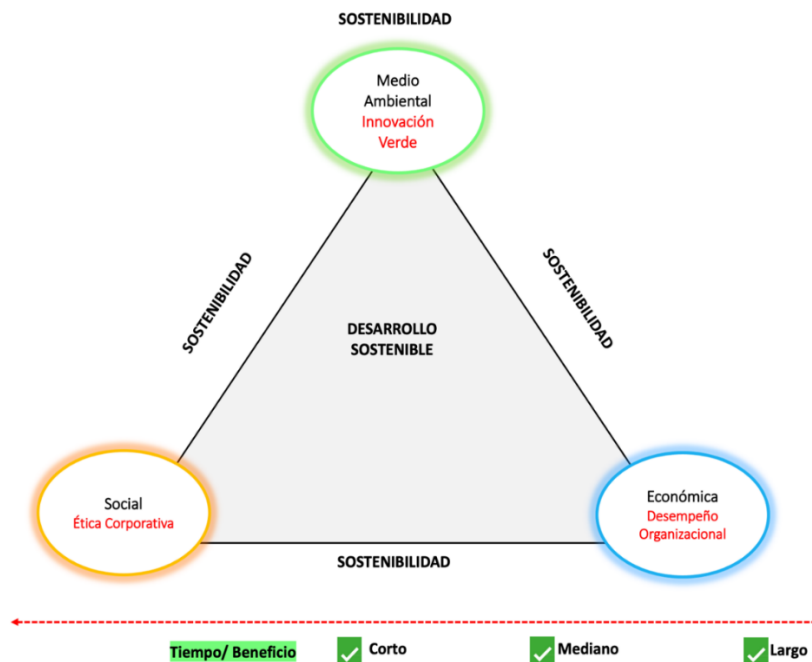 SOSTENIBILIDAD
Medio
Ambiental
Innovación
Verde
SOSTENIBILIDAD
SOSTENIBILIDAD
DESARROLLO
SOSTENIBLE
Social
Ética Corporativa
Económica
Desempeño
Organizacional
SOSTENIBILIDAD
Tiempo/ Beneficio Corto Mediano Largo